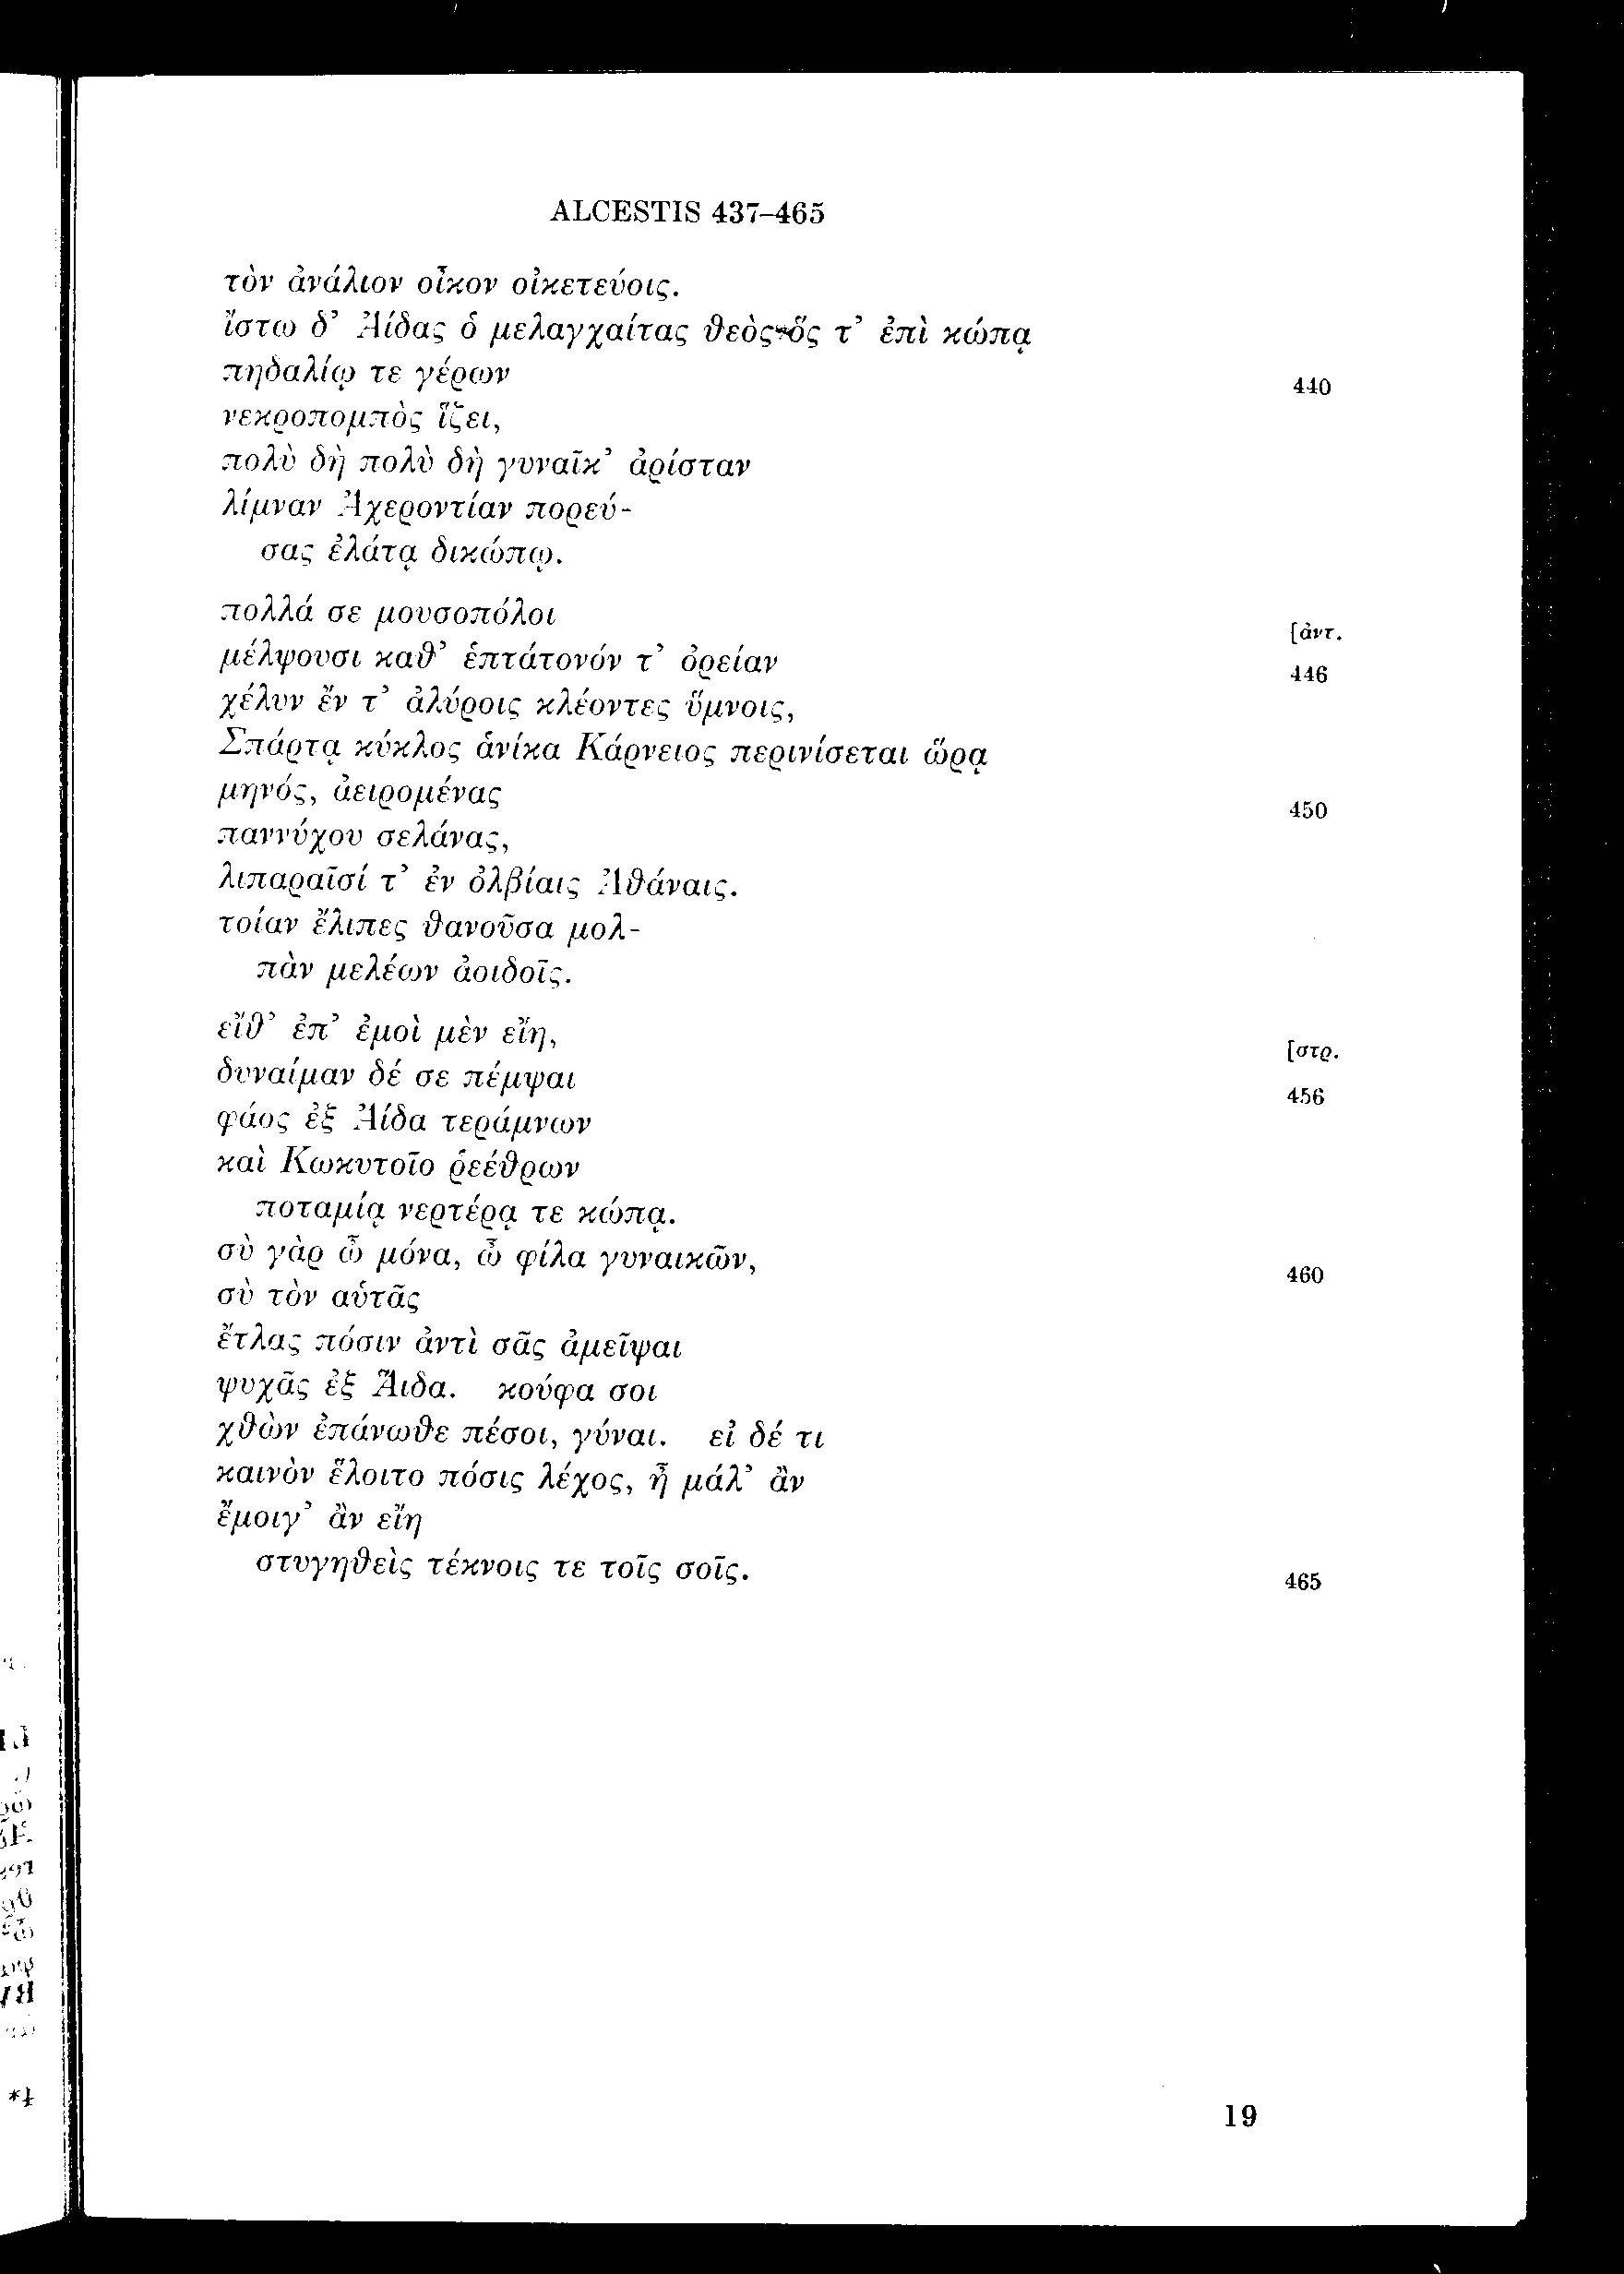 ALCESTIS 437–465
τὸν ἀνάλιον οἶκον οἰκετεύοις.
ἴστω δ’ Ἀίδας ὁ μελαγχαίτας θεὸς ὅς τ’ ἐπὶ κώπᾳ
πηδαλίῳ τε γέρων 440
νεκροπομπὸς ἵζει,
πολὺ δὴ πολὺ δὴ γυναῖκ’ ἀρίσταν
λίμναν Ἀχεροντίαν πορεύ-
σας ἐλάτᾳ δικώπῳ.
πολλά σε μουσοπόλοι [ἀντ.
μέλψουσι καθ’ ἑπτάτονόν τ’ ὀρείαν 446
χέλυν ἔν τ’ ἀλύροις κλέοντες ὕμνοις,
Σπάρτᾳ κύκλος ἁνίκα Κάρνειος περινίσεται ὥρᾳ
μηνός, ἀειρομένας 450
παννύχου σελάνας,
λιπαραῖσί τ’ ἐν ὀλβίαις Ἀθάναις.
τοίαν ἔλιπες θανοῦσα μολ-
πὰν μελέων ἀοιδοῖς.
εἴθ’ ἐπ’ ἐμοὶ μὲν εἴη, [στρ.
δυναίμαν δέ σε πέμψαι 456
φάος ἐξ Ἀίδα τεράμνων
καὶ Κωκυτοῖο ῥεέθρων
ποταμίᾳ νερτέρᾳ τε κώπᾳ.
σὺ γὰρ ὦ μόνα, ὦ φίλα γυναικῶν, 460
σὺ τὸν αὑτᾶς
ἔτλας πόσιν ἀντὶ σᾶς ἀμεῖψαι
ψυχᾶς ἐξ Ἅιδα. κούφα σοι
χθὼν ἐπάνωθε πέσοι, γύναι. εἰ δέ τι
καινὸν ἕλοιτο πόσις λέχος, ἦ μάλ’ ἂν
ἔμοιγ’ ἂν εἴη
στυγηθεὶς τέκνοις τε τοῖς σοῖς. 465
19